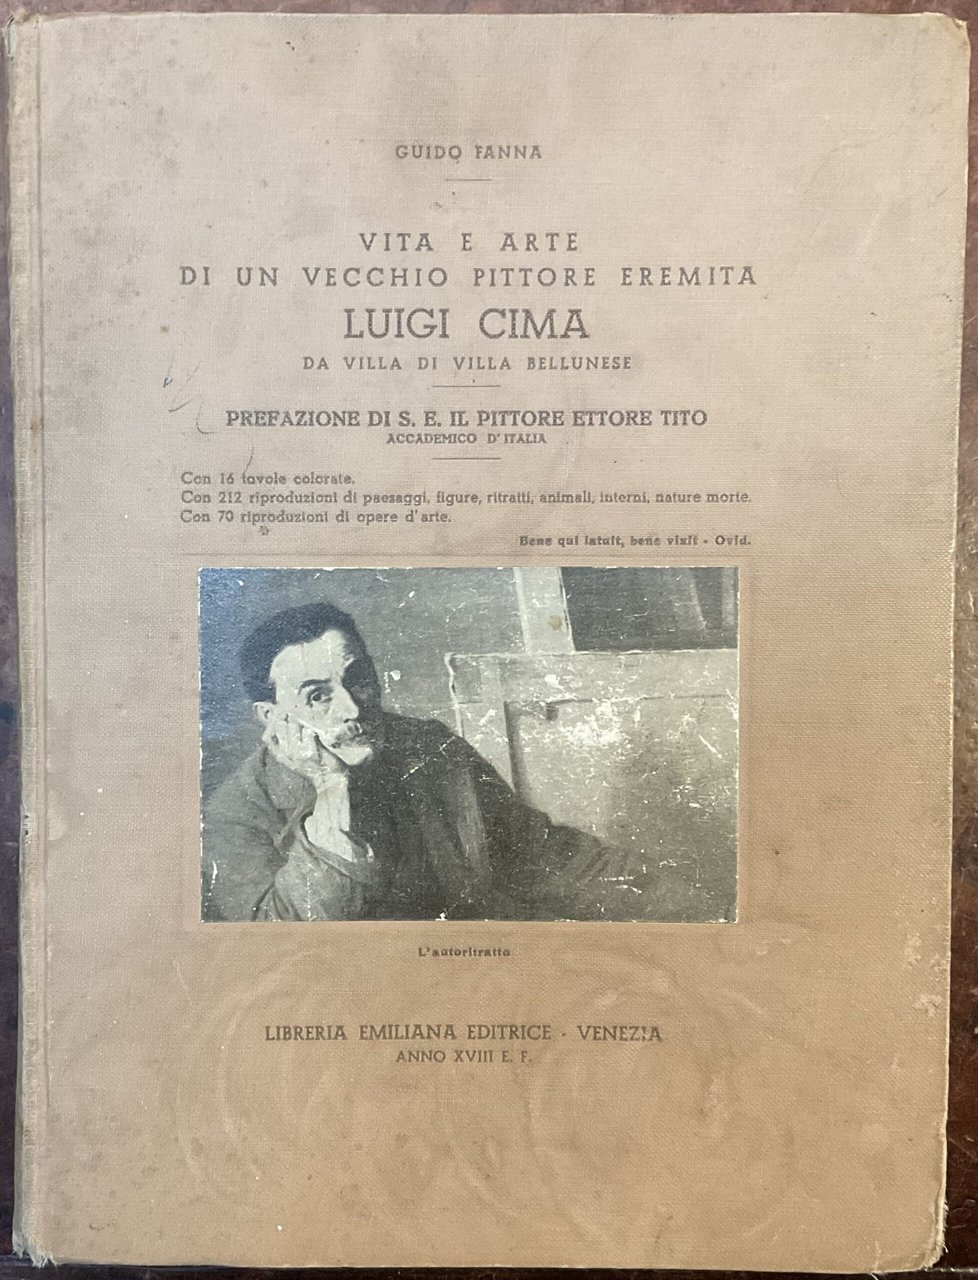 GUIDO FANNA
VITA E ARTE
DI UN VECCHIO PITTORE EREMITA
LUIGI CIMA
DA VILLA DI VILLA BELLUNESE
PREFAZIONE DI S. E. IL PITTORE ETTORE TITO
ACCADEMICO D'ITALIA
Con 16 tavole colorate.
Con 212 riproduzioni di paesaggi, figure, ritratti, animali, interni, nature morte.
Con 70 riproduzioni di opere d'arte.
Bene qui latuit, bene vixit - Ovid.
L'autoritratto
LIBRERIA EMILIANA EDITRICE - VENEZIA
ANNO XVIII E. F.